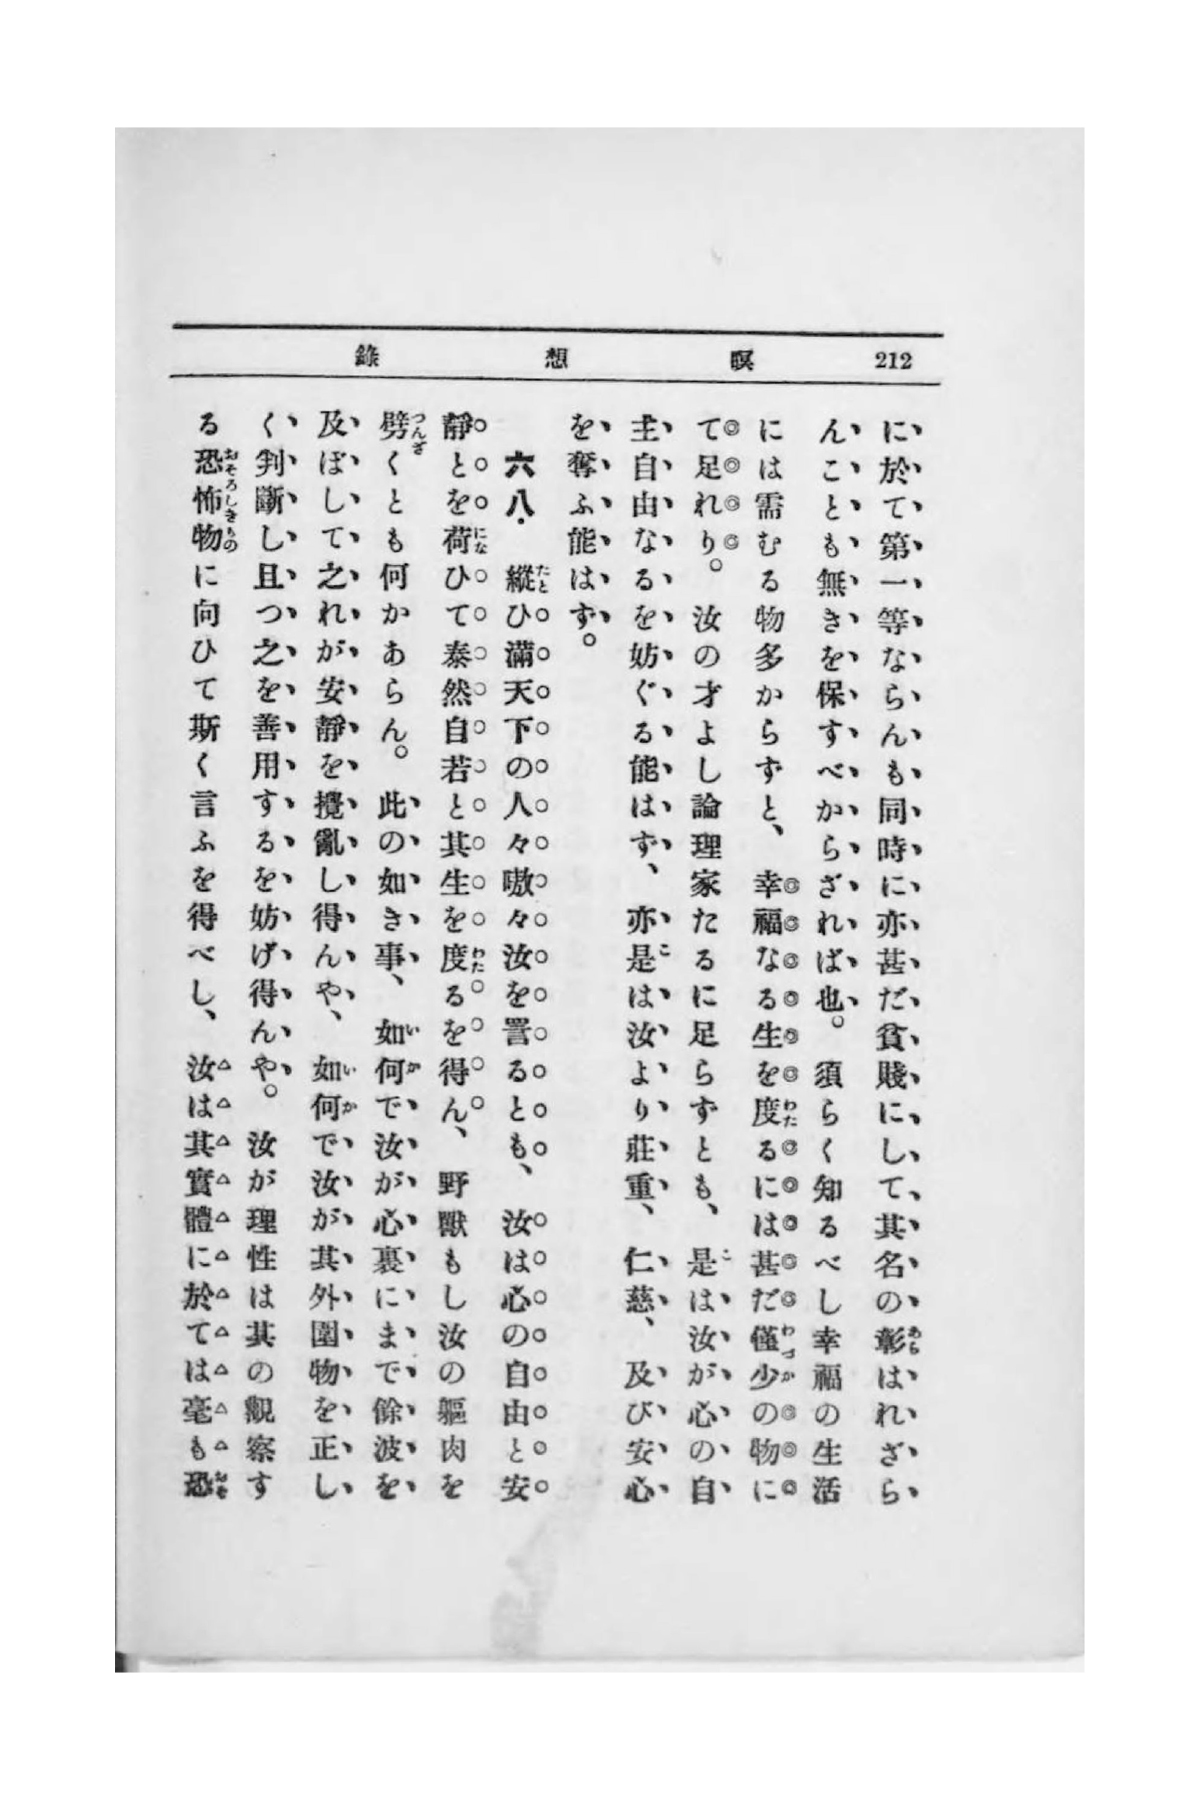 212 瞑想錄
に於て第一等ならんも同時に亦甚だ貧賤にして其名の彰はれざら
んことも無きを保すべからざれば也。須らく知るべし幸福の生活
には需むる物多からずと、幸福なる生を度るには甚だ僅少の物に
て足れり。汝の才よし論理家たるに足らずとも、是は汝が心の自
主自由なるを妨ぐる能はず、亦是は汝より莊重、仁慈、及び安心
を奪ふ能はず。
六八・縱ひ滿天下の人々嗷々汝を詈るとも、汝は心の自由と安
靜とを荷ひて泰然自若と其生を度るを得ん、野獸もし汝の軀肉を
劈くとも何かあらん。此の如き事、如何で汝が心裏にまで餘波を
及ぼして之れが安靜を攪亂し得んや、如何で汝が其外圍物を正し
く判斷し且つ之を善用するを妨げ得んや。汝が理性は其の觀察す
る恐怖物に向ひて斯く言ふを得べし、汝は其實體に於ては毫も恐